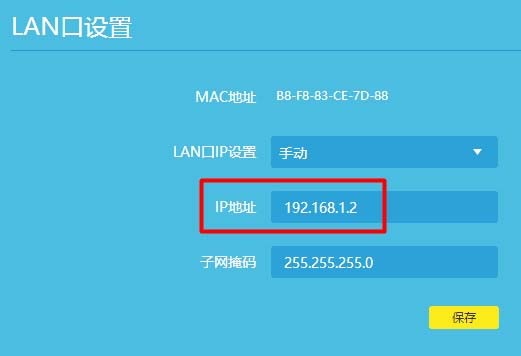 LAN口设置
MAC地址 B8-F8-83-CE-7D-88
LAN口IP设置 手动
IP地址 192.168.1.2
子网掩码 255.255.255.0
保存